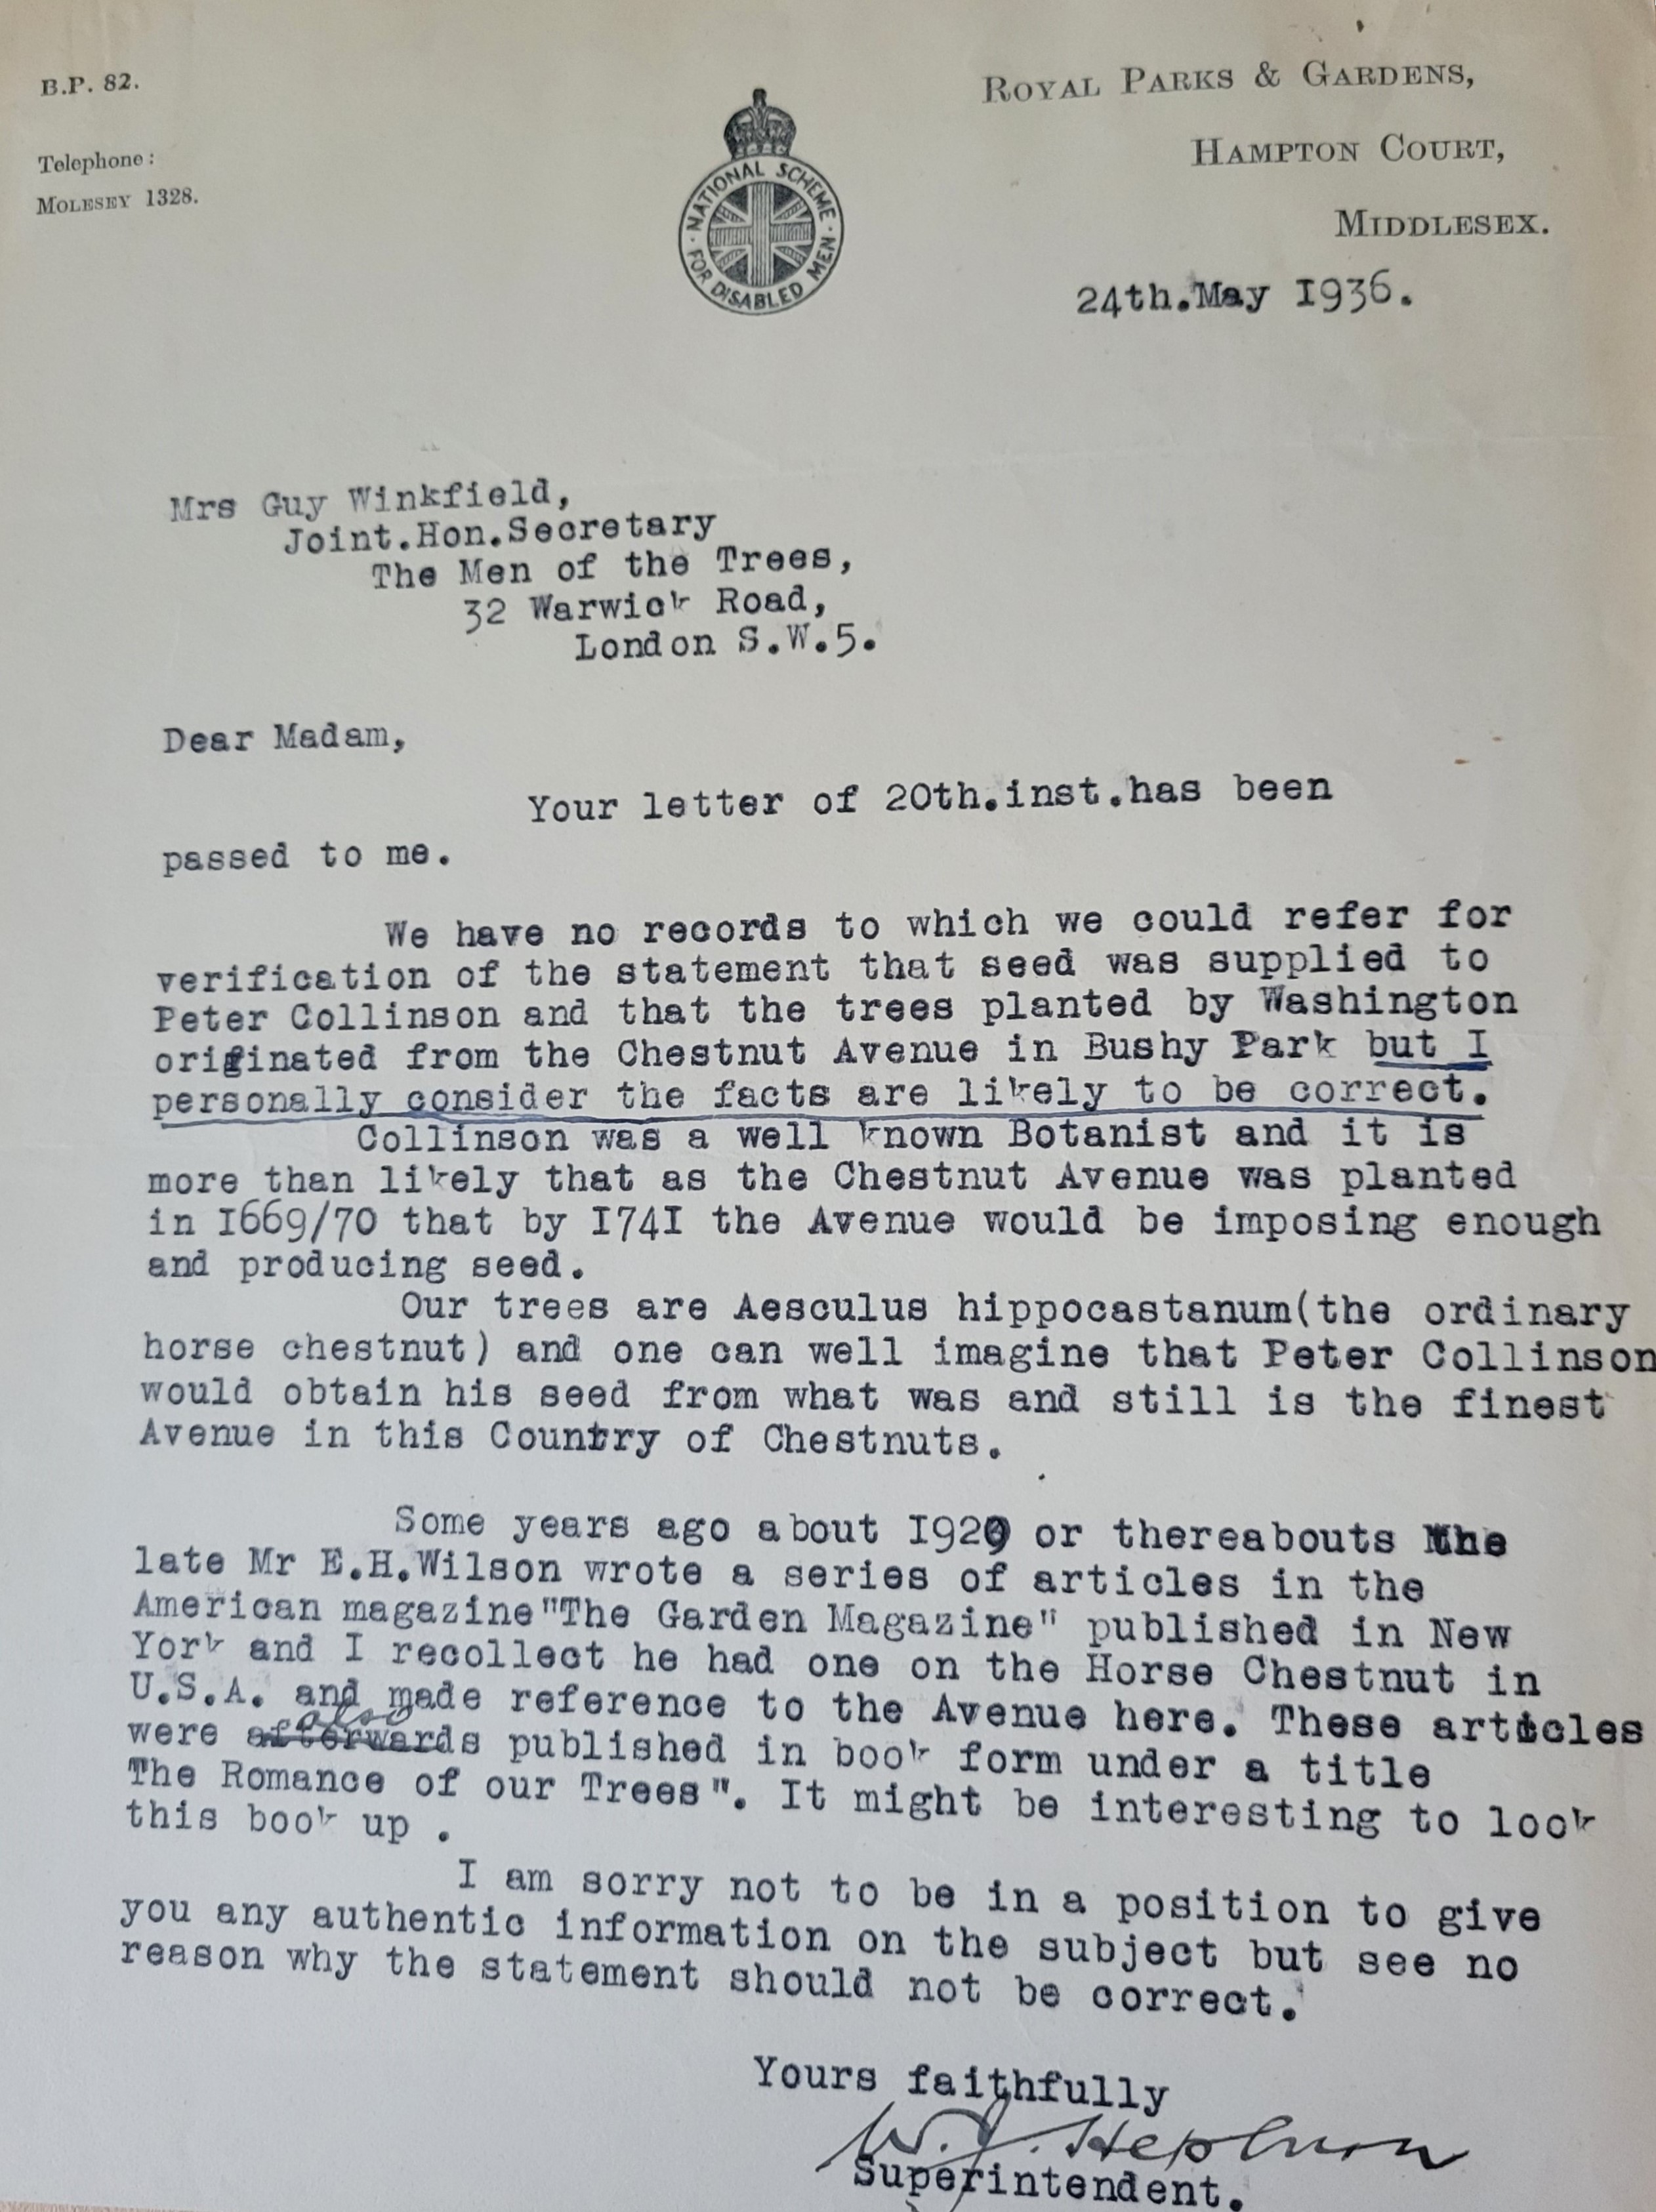 B.P. 82.
Telephone:
MOLESEY 1328.
NATIONAL SCHEME
· FOR DISABLED MEN ·
ROYAL PARKS & GARDENS,
HAMPTON COURT,
MIDDLESEX.
24th.May I936.
Mrs Guy Winkfield,
Joint.Hon.Secretary
The Men of the Trees,
32 Warwick Road,
London S.W.5.
Dear Madam,
Your letter of 20th.inst.has been
passed to me.
We have no records to which we could refer for
verification of the statement that seed was supplied to
Peter Collinson and that the trees planted by Washington
originated from the Chestnut Avenue in Bushy Park but I
personally consider the facts are likely to be correct.
Collinson was a well known Botanist and it is
more than likely that as the Chestnut Avenue was planted
in I669/70 that by I74I the Avenue would be imposing enough
and producing seed.
Our trees are Aesculus hippocastanum(the ordinary
horse chestnut) and one can well imagine that Peter Collinson
would obtain his seed from what was and still is the finest
Avenue in this Country of Chestnuts.
Some years ago about I929 or thereabouts the
late Mr E.H.Wilson wrote a series of articles in the
American magazine"The Garden Magazine" published in New
York and I recollect he had one on the Horse Chestnut in
U.S.A. and made reference to the Avenue here. These articles
also
were afterwards published in book form under a title
The Romance of our Trees". It might be interesting to look
this book up .
I am sorry not to be in a position to give
you any authentic information on the subject but see no
reason why the statement should not be correct.
Yours faithfully
W.J. Hepburn
Superintendent.